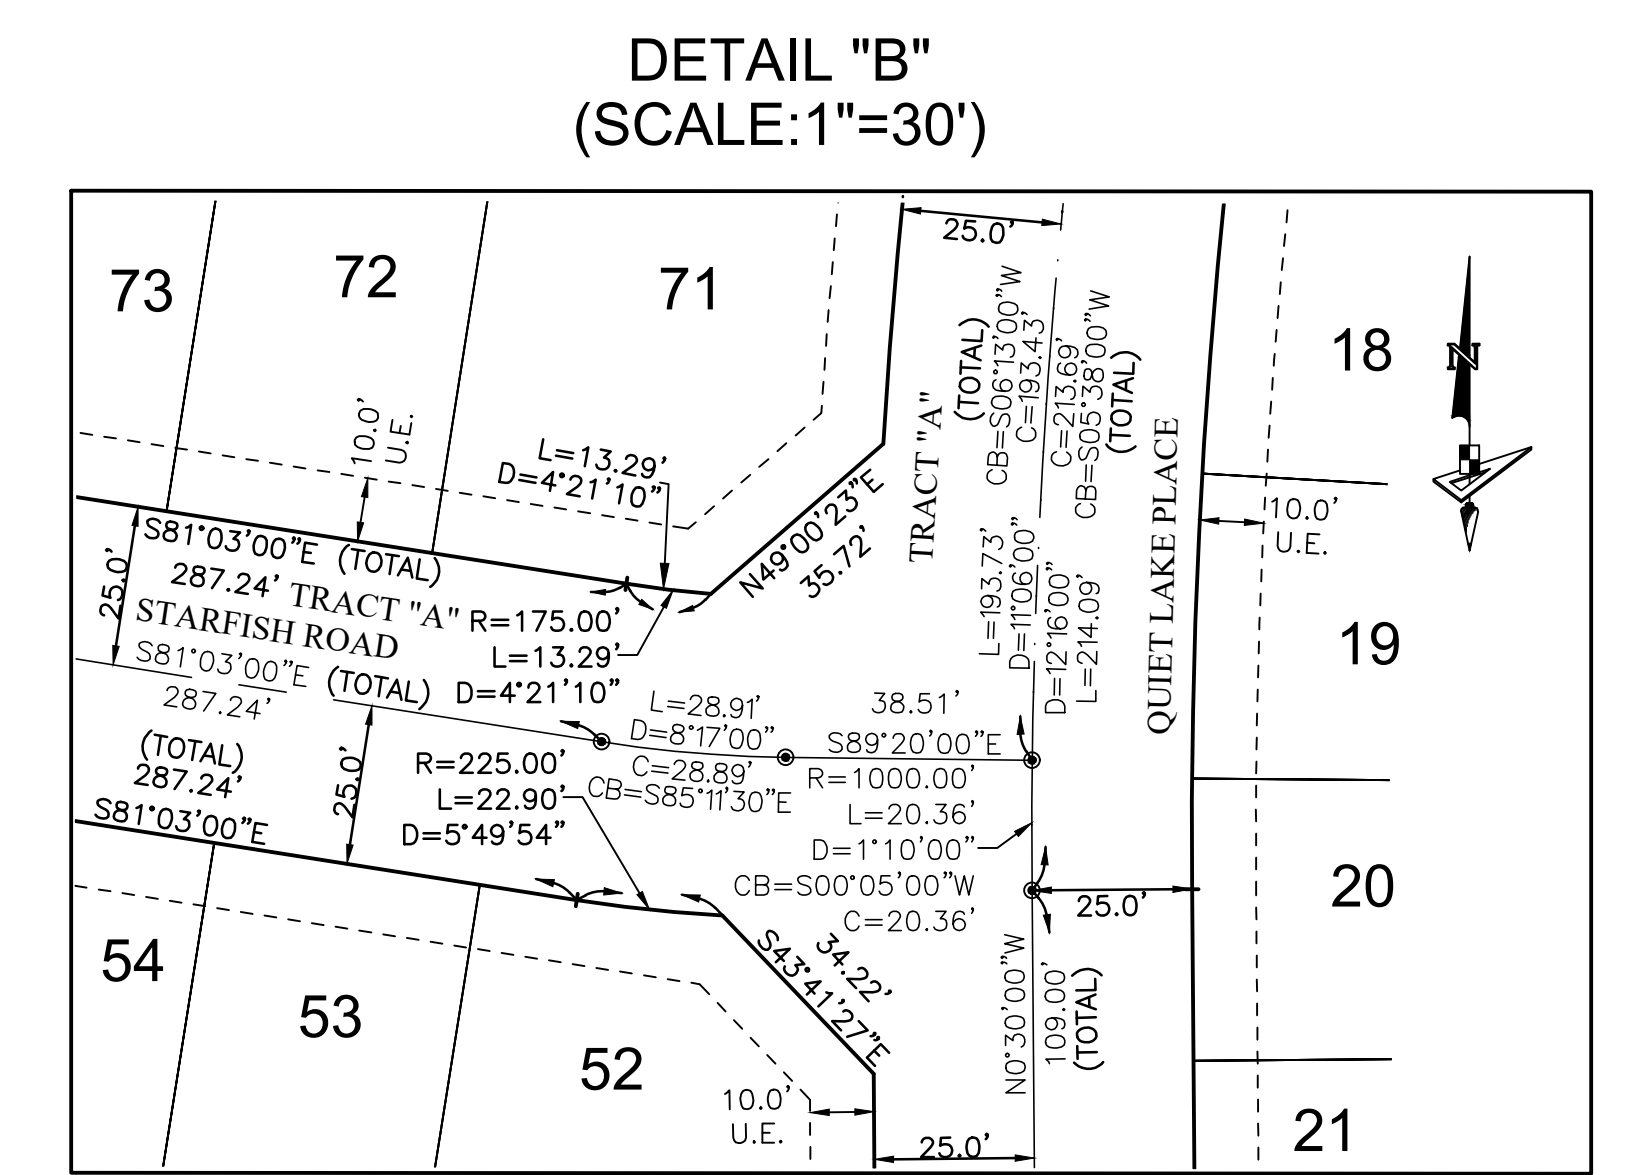 DETAIL "B"
(SCALE:1"=30')
73
72
71
25.0'
18
N
10.0'
U.E.
L=13.29'
D=4°21'10"
N49°00'23"E
35.72'
TRACT "A"
(TOTAL)
CB=S06°13'00"W
C=193.43'
C=213.69'
CB=S05°38'00"W
(TOTAL)
QUIET LAKE PLACE
10.0'
U.E.
S81°03'00"E (TOTAL)
287.24'
25.0'
TRACT "A"
STARFISH ROAD
R=175.00'
L=13.29'
D=4°21'10"
L=193.73'
D=11°06'00"
D=12°16'00"
L=214.09'
19
S81°03'00"E (TOTAL)
287.24'
L=28.91'
D=8°17'00"
C=28.89'
CB=S85°11'30"E
38.51'
S89°20'00"E
R=1000.00'
L=20.36'
D=1°10'00"
CB=S00°05'00"W
C=20.36'
(TOTAL)
287.24'
S81°03'00"E
25.0'
R=225.00'
L=22.90'
D=5°49'54"
25.0'
20
54
53
52
34.22'
S43°41'27"E
N0°30'00"W
109.00'
(TOTAL)
10.0'
U.E.
25.0'
21